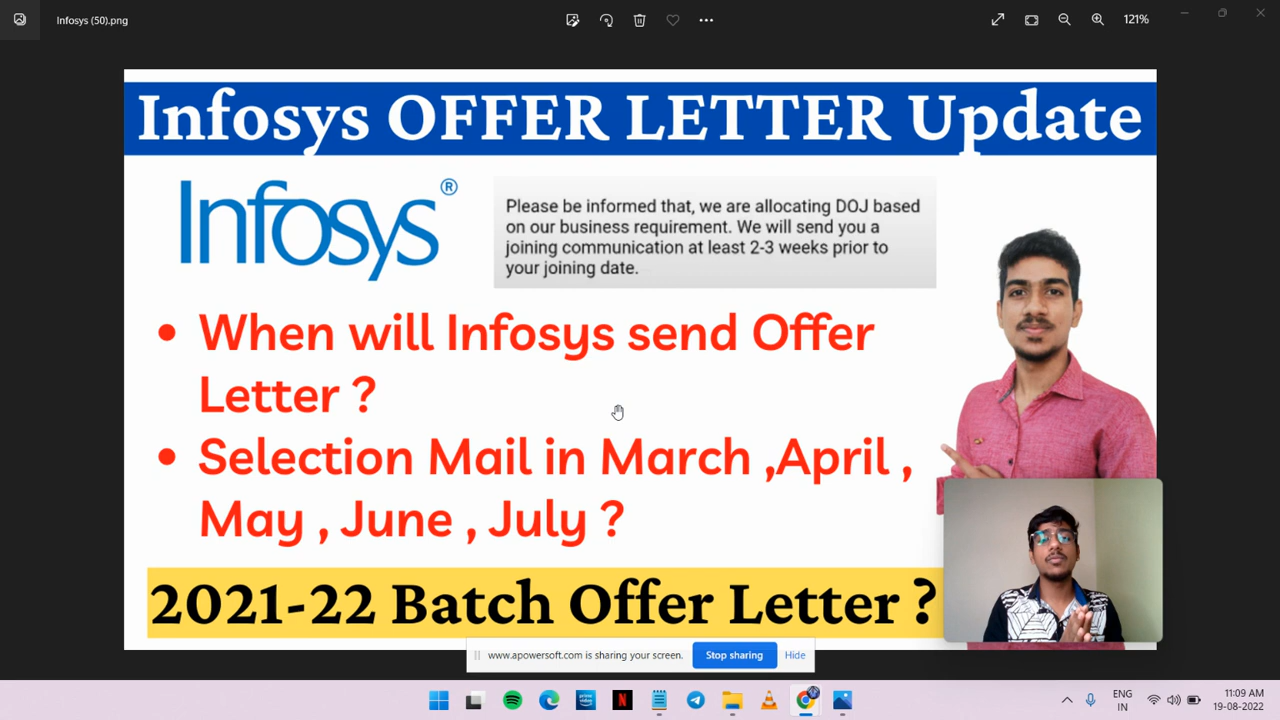 Infosys (50).png
121%
Infosys OFFER LETTER Update
Infosys®
Please be informed that, we are allocating DOJ based
on our business requirement. We will send you a
joining communication at least 2-3 weeks prior to
your joining date.
• When will Infosys send Offer
Letter ?
• Selection Mail in March ,April ,
May , June , July ?
2021-22 Batch Offer Letter ?
www.apowersoft.com is sharing your screen.
Stop sharing
Hide
prime video
N
ENG
IN
11:09 AM
19-08-2022